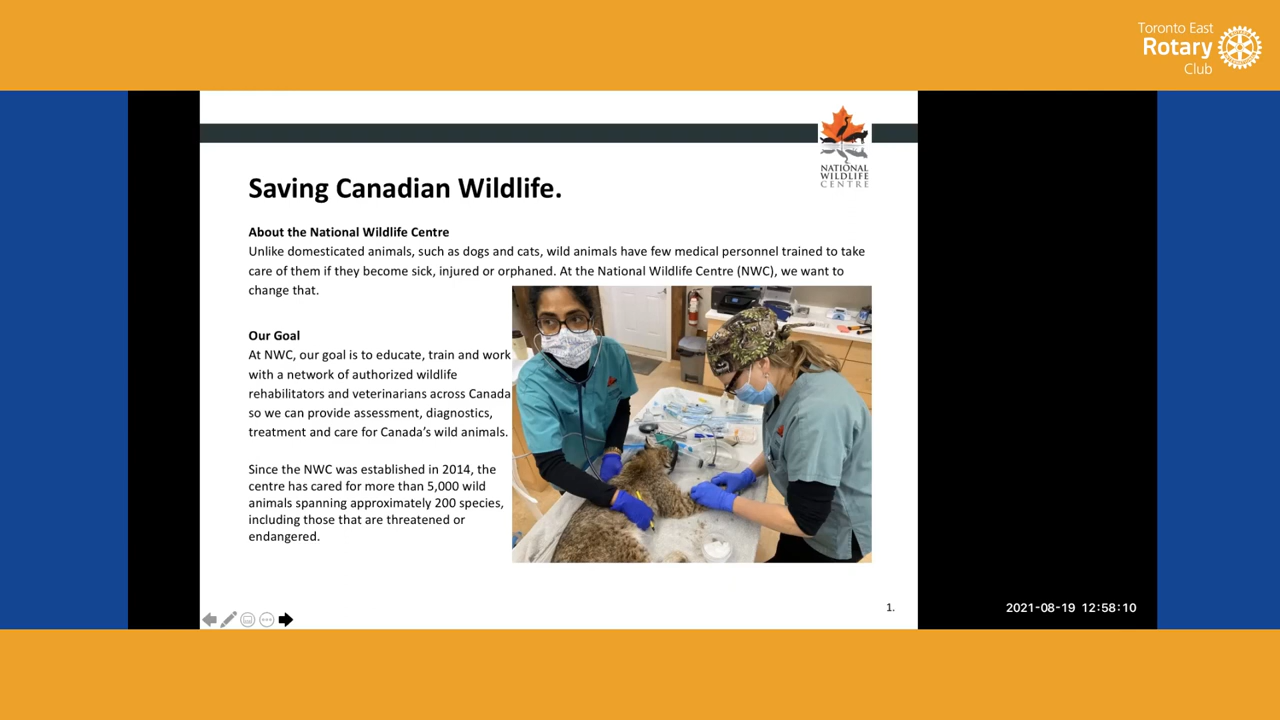 Toronto East
Rotary
Club
NATIONAL
WILDLIFE
CENTRE
Saving Canadian Wildlife.
About the National Wildlife Centre
Unlike domesticated animals, such as dogs and cats, wild animals have few medical personnel trained to take
care of them if they become sick, injured or orphaned. At the National Wildlife Centre (NWC), we want to
change that.
Our Goal
At NWC, our goal is to educate, train and work
with a network of authorized wildlife
rehabilitators and veterinarians across Canada
so we can provide assessment, diagnostics,
treatment and care for Canada’s wild animals.
Since the NWC was established in 2014, the
centre has cared for more than 5,000 wild
animals spanning approximately 200 species,
including those that are threatened or
endangered.
1.
2021-08-19 12:58:10